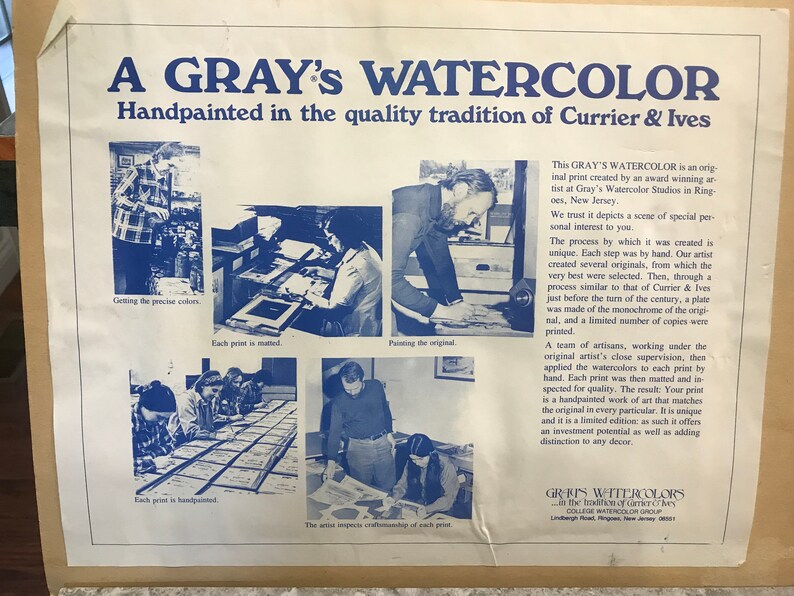 A GRAY'S® WATERCOLOR
Handpainted in the quality tradition of Currier & Ives
Getting the precise colors.
Each print is matted.
Painting the original.
Each print is handpainted.
The artist inspects craftsmanship of each print.
This GRAY'S WATERCOLOR is an orig-
inal print created by an award winning ar-
tist at Gray's Watercolor Studios in Ring-
oes, New Jersey.
We trust it depicts a scene of special per-
sonal interest to you.
The process by which it was created is
unique. Each step was by hand. Our artist
created several originals, from which the
very best were selected. Then, through a
process similar to that of Currier & Ives
just before the turn of the century, a plate
was made of the monochrome of the origi-
nal, and a limited number of copies were
printed.
A team of artisans, working under the
original artist's close supervision, then
applied the watercolors to each print by
hand. Each print was then matted and in-
spected for quality. The result: Your print
is a handpainted work of art that matches
the original in every particular. It is unique
and it is a limited edition: as such it offers
an investment potential as well as adding
distinction to any decor.
GRAY'S WATERCOLORS
...in the tradition of Currier & Ives
COLLEGE WATERCOLOR GROUP
Lindbergh Road, Ringoes, New Jersey 08551